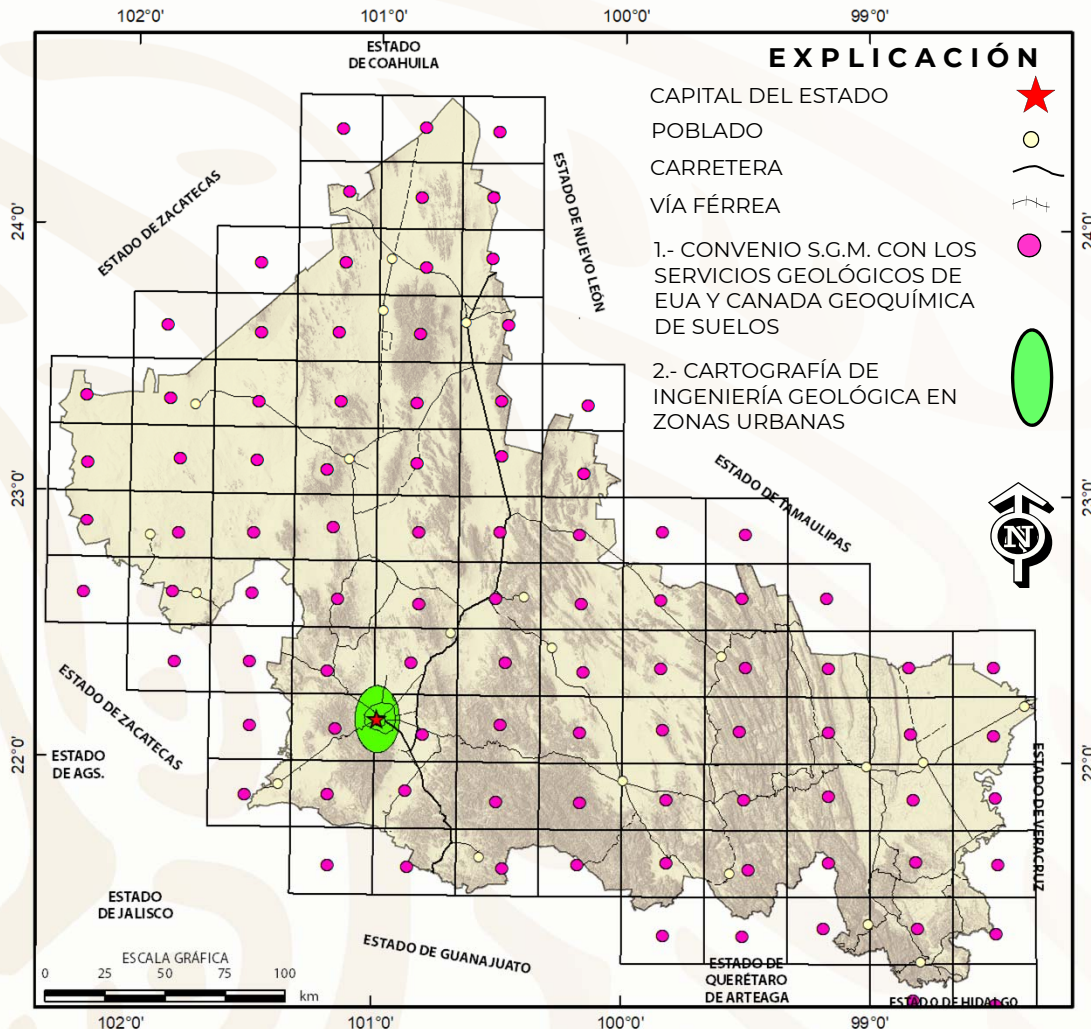 102°0'
101°0'
100°0'
99°0'
ESTADO
DE COAHUILA
EXPLICACIÓN
CAPITAL DEL ESTADO
POBLADO
CARRETERA
VÍA FÉRREA
1.- CONVENIO S.G.M. CON LOS
SERVICIOS GEOLÓGICOS DE
EUA Y CANADA GEOQUÍMICA
DE SUELOS
2.- CARTOGRAFÍA DE
INGENIERÍA GEOLÓGICA EN
ZONAS URBANAS
N
ESTADO DE ZACATECAS
ESTADO DE NUEVO LEÓN
24°0'
24°0'
ESTADO DE TAMAULIPAS
23°0'
23°0'
ESTADO DE ZACATECAS
ESTADO
DE AGS.
22°0'
22°0'
ESTADO DE VERACRUZ
ESTADO
DE JALISCO
ESTADO DE GUANAJUATO
ESTADO DE
QUERÉTARO
DE ARTEAGA
ESTADO DE HIDALGO
ESCALA GRÁFICA
0 25 50 75 100
km
102°0'
101°0'
100°0'
99°0'